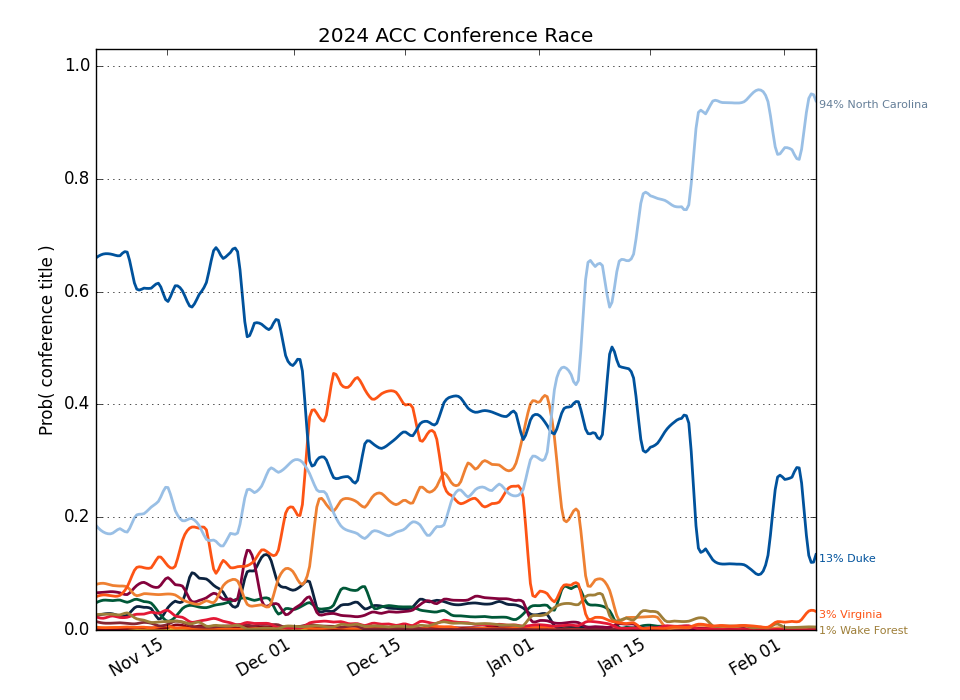 2024 ACC Conference Race
Prob( conference title )
1.0
0.8
0.6
0.4
0.2
0.0
Nov 15
Dec 01
Dec 15
Jan 01
Jan 15
Feb 01
94% North Carolina
13% Duke
3% Virginia
1% Wake Forest